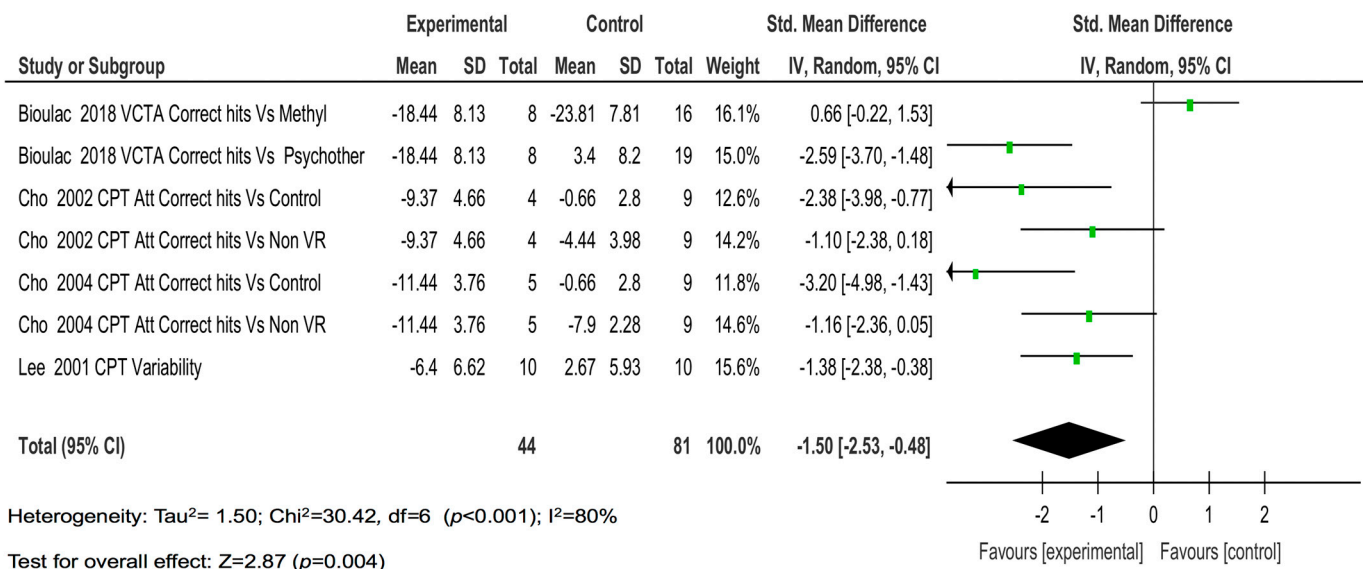 Experimental Control Std. Mean Difference Std. Mean Difference
Study or Subgroup Mean SD Total Mean SD Total Weight IV, Random, 95% CI IV, Random, 95% CI
Bioulac 2018 VCTA Correct hits Vs Methyl -18.44 8.13 8 -23.81 7.81 16 16.1% 0.66 [-0.22, 1.53]
Bioulac 2018 VCTA Correct hits Vs Psychother -18.44 8.13 8 3.4 8.2 19 15.0% -2.59 [-3.70, -1.48]
Cho 2002 CPT Att Correct hits Vs Control -9.37 4.66 4 -0.66 2.8 9 12.6% -2.38 [-3.98, -0.77]
Cho 2002 CPT Att Correct hits Vs Non VR -9.37 4.66 4 -4.44 3.98 9 14.2% -1.10 [-2.38, 0.18]
Cho 2004 CPT Att Correct hits Vs Control -11.44 3.76 5 -0.66 2.8 9 11.8% -3.20 [-4.98, -1.43]
Cho 2004 CPT Att Correct hits Vs Non VR -11.44 3.76 5 -7.9 2.28 9 14.6% -1.16 [-2.36, 0.05]
Lee 2001 CPT Variability -6.4 6.62 10 2.67 5.93 10 15.6% -1.38 [-2.38, -0.38]
Total (95% CI) 44 81 100.0% -1.50 [-2.53, -0.48]
-2 -1 0 1 2
Favours [experimental] Favours [control]
Heterogeneity: Tau²= 1.50; Chi²=30.42, df=6 (p<0.001); I²=80%
Test for overall effect: Z=2.87 (p=0.004)